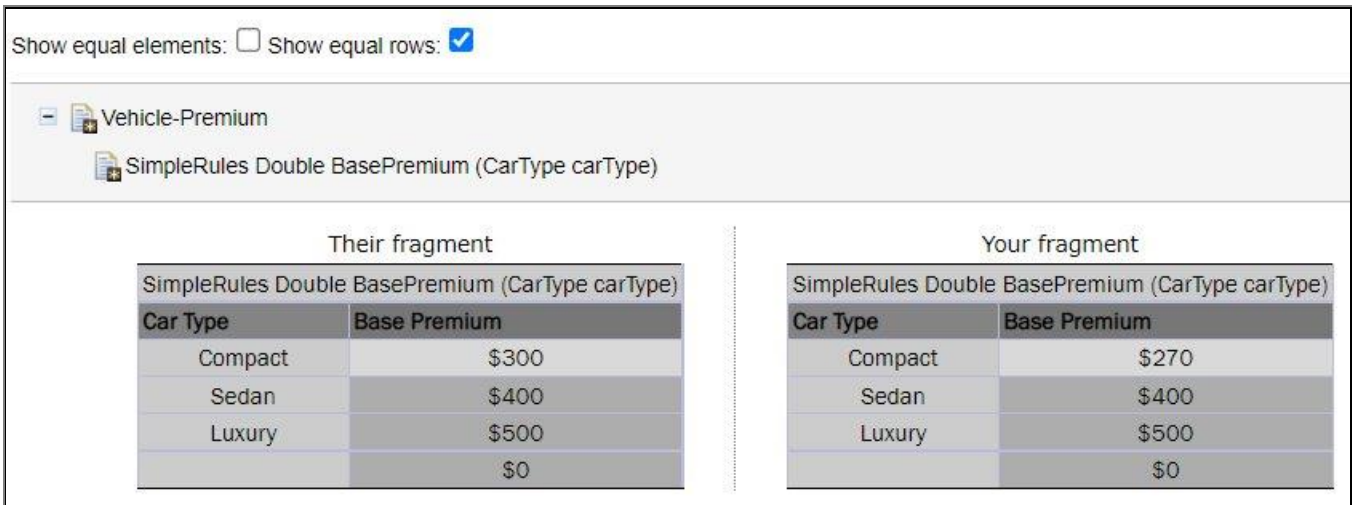 Show equal elements: Show equal rows:
Vehicle-Premium
SimpleRules Double BasePremium (CarType carType)
Their fragment
SimpleRules Double BasePremium (CarType carType)
Car Type Base Premium
Compact $300
Sedan $400
Luxury $500
$0
Your fragment
SimpleRules Double BasePremium (CarType carType)
Car Type Base Premium
Compact $270
Sedan $400
Luxury $500
$0